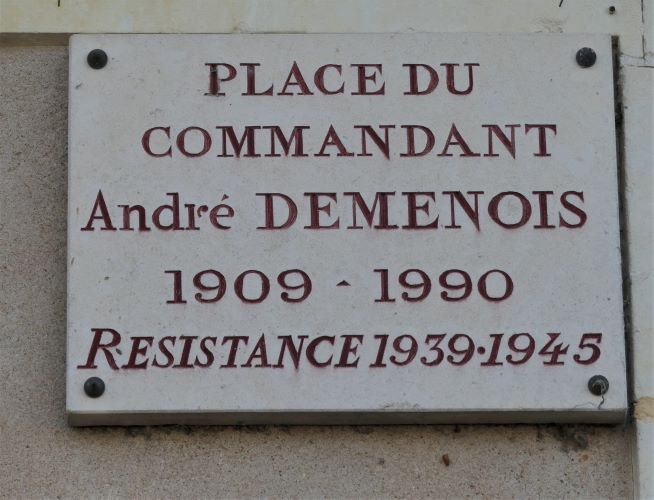 PLACE DU
COMMANDANT
André DEMENOIS
1909 - 1990
RESISTANCE 1939·1945